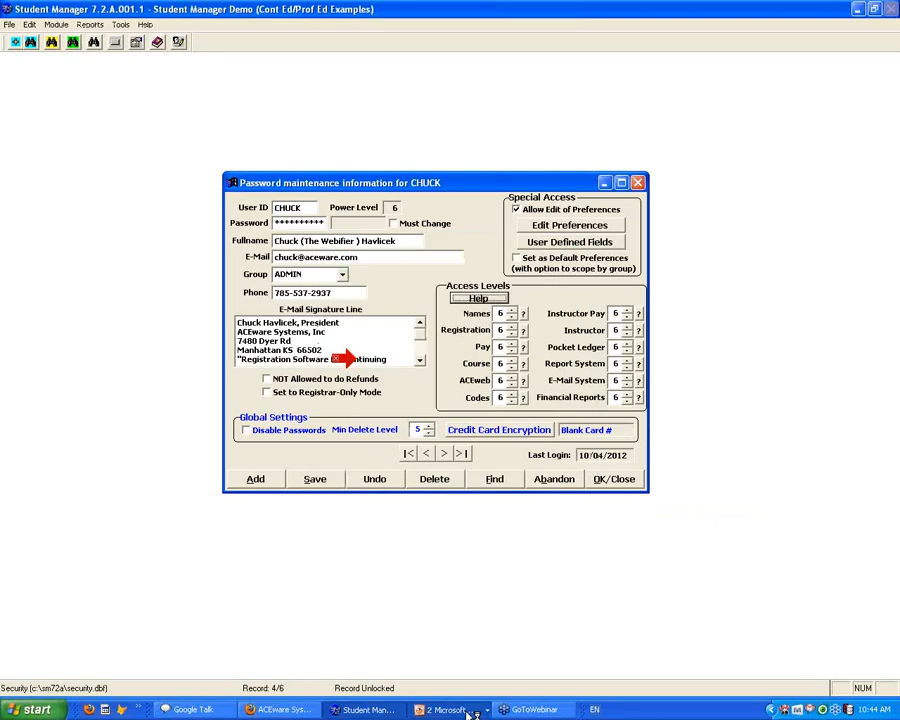 Student Manager 7.2.A.001.1 - Student Manager Demo (Cont Ed/Prof Ed Examples)
File Edit Module Reports Tools Help
Password maintenance information for CHUCK
User ID CHUCK Power Level 6
Password ********** Must Change
Fullname Chuck (The Webifier ) Havlicek
E-Mail chuck@aceware.com
Group ADMIN
Phone 785-537-2937
E-Mail Signature Line
Chuck Havlicek, President
ACEware Systems, Inc
7480 Dyer Rd
Manhattan KS 66502
"Registration Software
Continuing
NOT Allowed to do Refunds
Set to Registrar-Only Mode
Special Access
Allow Edit of Preferences
Edit Preferences
User Defined Fields
Set as Default Preferences
(with option to scope by group)
Access Levels
Help
Names 6 ? Instructor Pay 6 ?
Registration 6 ? Instructor 6 ?
Pay 6 ? Pocket Ledger 6 ?
Course 6 ? Report System 6 ?
ACEweb 6 ? E-Mail System 6 ?
Codes 6 ? Financial Reports 6 ?
Global Settings
Disable Passwords Min Delete Level 5 Credit Card Encryption Blank Card #
|< < > >| Last Login: 10/04/2012
Add Save Undo Delete Find Abandon OK/Close
Security (c:\sm72a\security.dbf) Record: 4/6 Record Unlocked NUM
start Google Talk ACEware Sys... Student Man... 2 Microsoft... GoToWebinar EN 10:44 AM